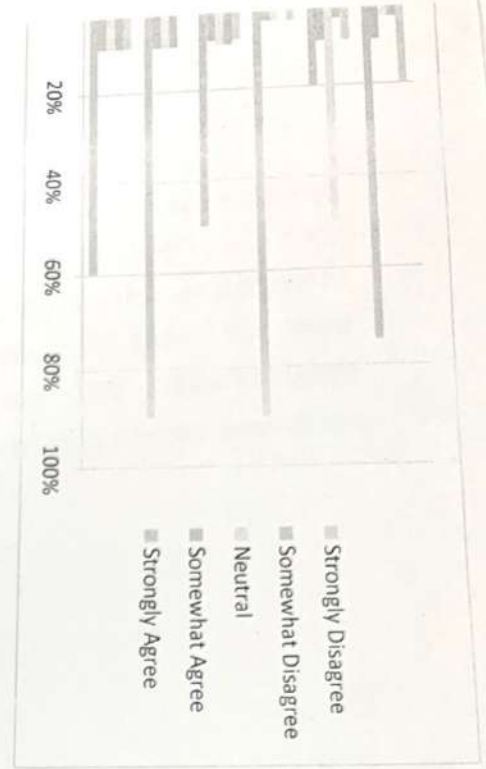 20%
40%
60%
80%
100%
Strongly Disagree
Somewhat Disagree
Neutral
Somewhat Agree
Strongly Agree